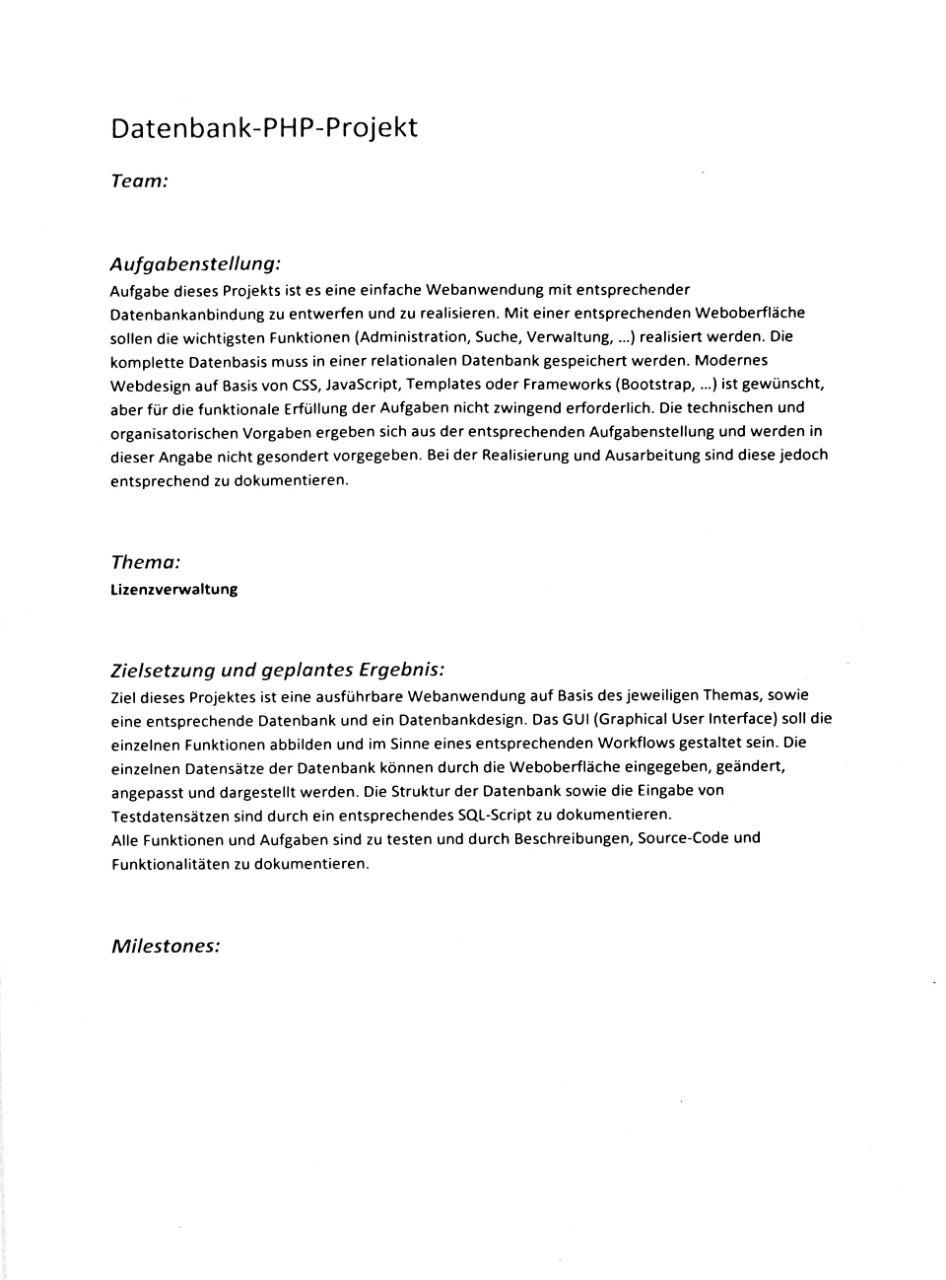 Datenbank-PHP-Projekt
Team:
Aufgabenstellung:
Aufgabe dieses Projekts ist es eine einfache Webanwendung mit entsprechender
Datenbankanbindung zu entwerfen und zu realisieren. Mit einer entsprechenden Weboberfläche
sollen die wichtigsten Funktionen (Administration, Suche, Verwaltung, ...) realisiert werden. Die
komplette Datenbasis muss in einer relationalen Datenbank gespeichert werden. Modernes
Webdesign auf Basis von CSS, JavaScript, Templates oder Frameworks (Bootstrap, ...) ist gewünscht,
aber für die funktionale Erfüllung der Aufgaben nicht zwingend erforderlich. Die technischen und
organisatorischen Vorgaben ergeben sich aus der entsprechenden Aufgabenstellung und werden in
dieser Angabe nicht gesondert vorgegeben. Bei der Realisierung und Ausarbeitung sind diese jedoch
entsprechend zu dokumentieren.
Thema:
Lizenzverwaltung
Zielsetzung und geplantes Ergebnis:
Ziel dieses Projektes ist eine ausführbare Webanwendung auf Basis des jeweiligen Themas, sowie
eine entsprechende Datenbank und ein Datenbankdesign. Das GUI (Graphical User Interface) soll die
einzelnen Funktionen abbilden und im Sinne eines entsprechenden Workflows gestaltet sein. Die
einzelnen Datensätze der Datenbank können durch die Weboberfläche eingegeben, geändert,
angepasst und dargestellt werden. Die Struktur der Datenbank sowie die Eingabe von
Testdatensätzen sind durch ein entsprechendes SQL-Script zu dokumentieren.
Alle Funktionen und Aufgaben sind zu testen und durch Beschreibungen, Source-Code und
Funktionalitäten zu dokumentieren.
Milestones: